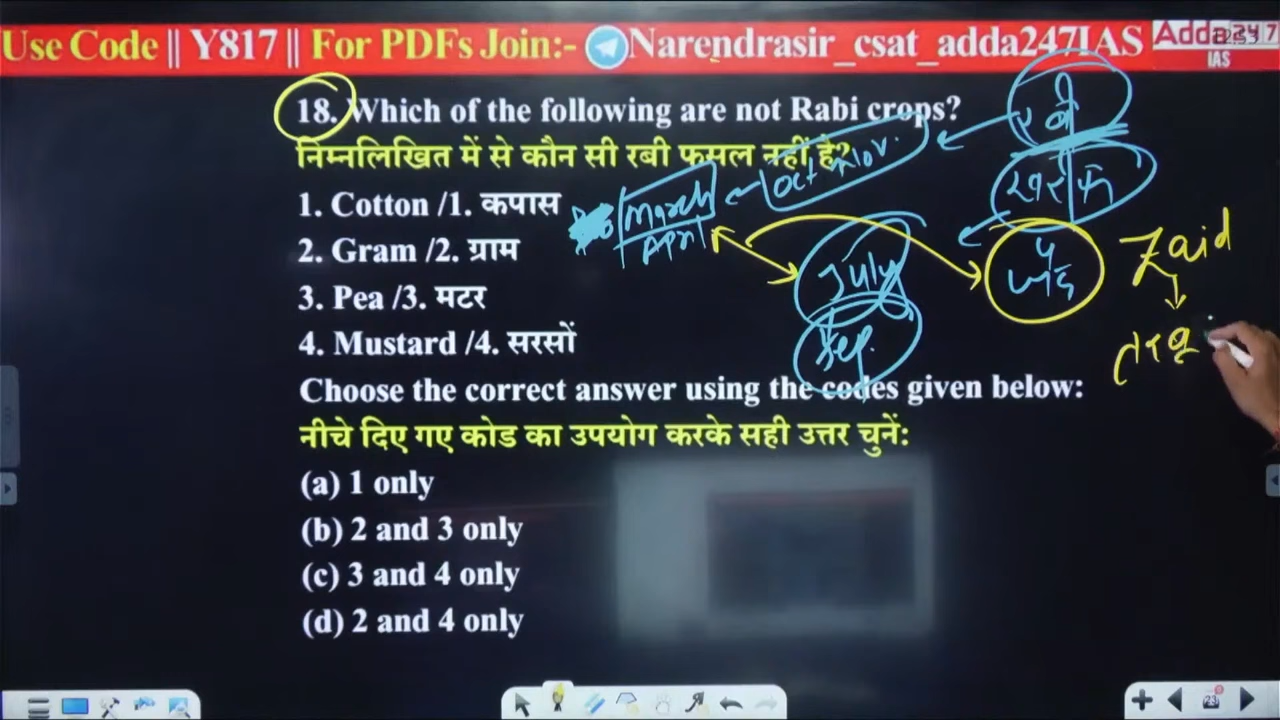 Use Code || Y817 || For PDFs Join:- Narendrasir_csat_adda247IAS
Adda247
IAS
18. Which of the following are not Rabi crops?
निम्नलिखित में से कौन सी रबी फसल नहीं है?
1. Cotton /1. कपास
2. Gram /2. ग्राम
3. Pea /3. मटर
4. Mustard /4. सरसों
Choose the correct answer using the codes given below:
नीचे दिए गए कोड का उपयोग करके सही उत्तर चुनें:
(a) 1 only
(b) 2 and 3 only
(c) 3 and 4 only
(d) 2 and 4 only
रबी
Oct Nov.
March
April
खरीफ
July
Sep.
Zaid
23